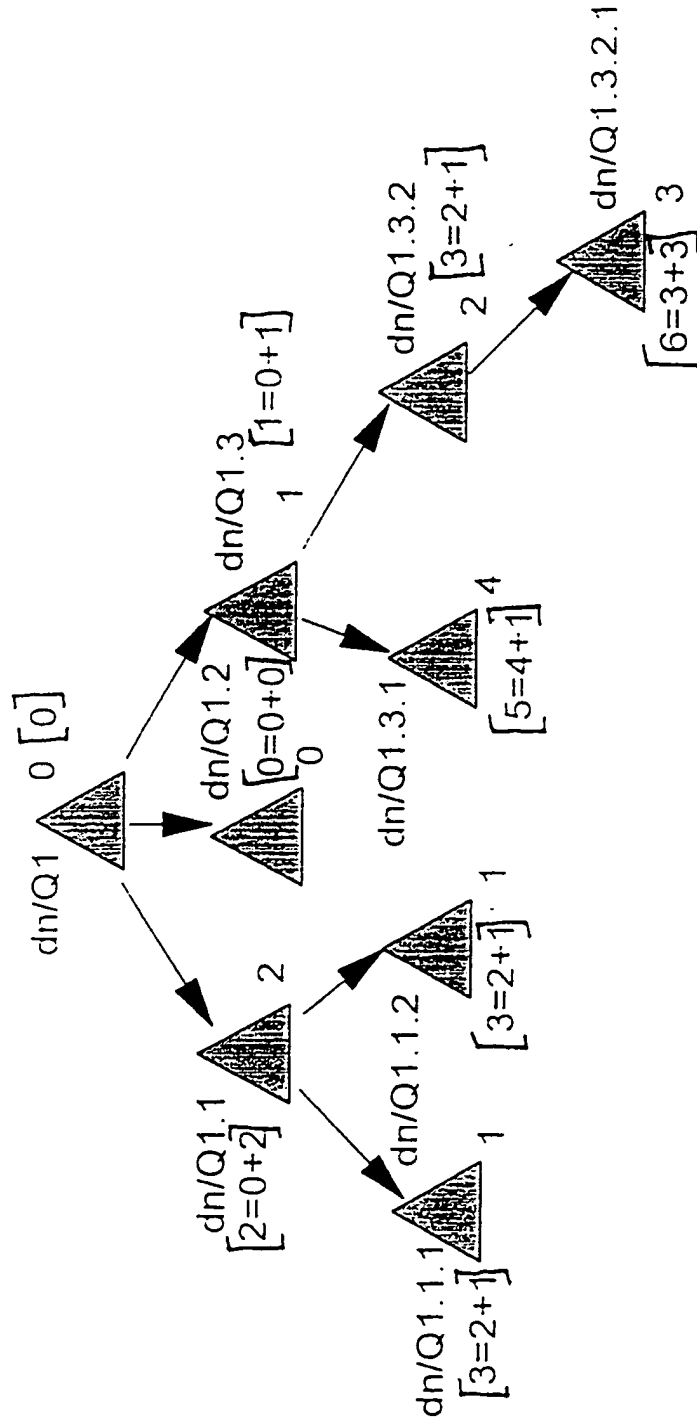 dn/Q1
0 [0]
dn/Q1.1
[2=0+2]
2
dn/Q1.2
[0=0+0]
0
dn/Q1.3
[1=0+1]
1
dn/Q1.1.1
[3=2+1]
1
dn/Q1.1.2
[3=2+1]
1
dn/Q1.3.1
[5=4+1]
4
dn/Q1.3.2
2 [3=2+1]
dn/Q1.3.2.1
[6=3+3]
3